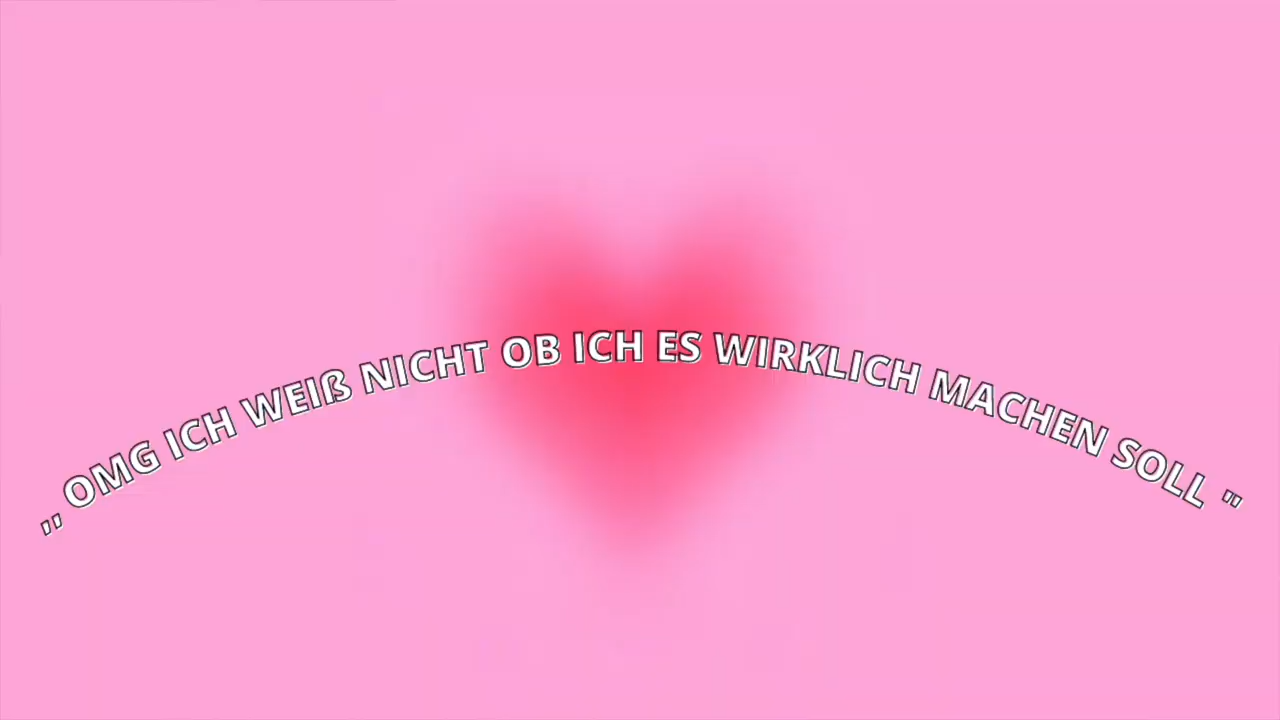 ,, OMG ICH WEIß NICHT OB ICH ES WIRKLICH MACHEN SOLL "